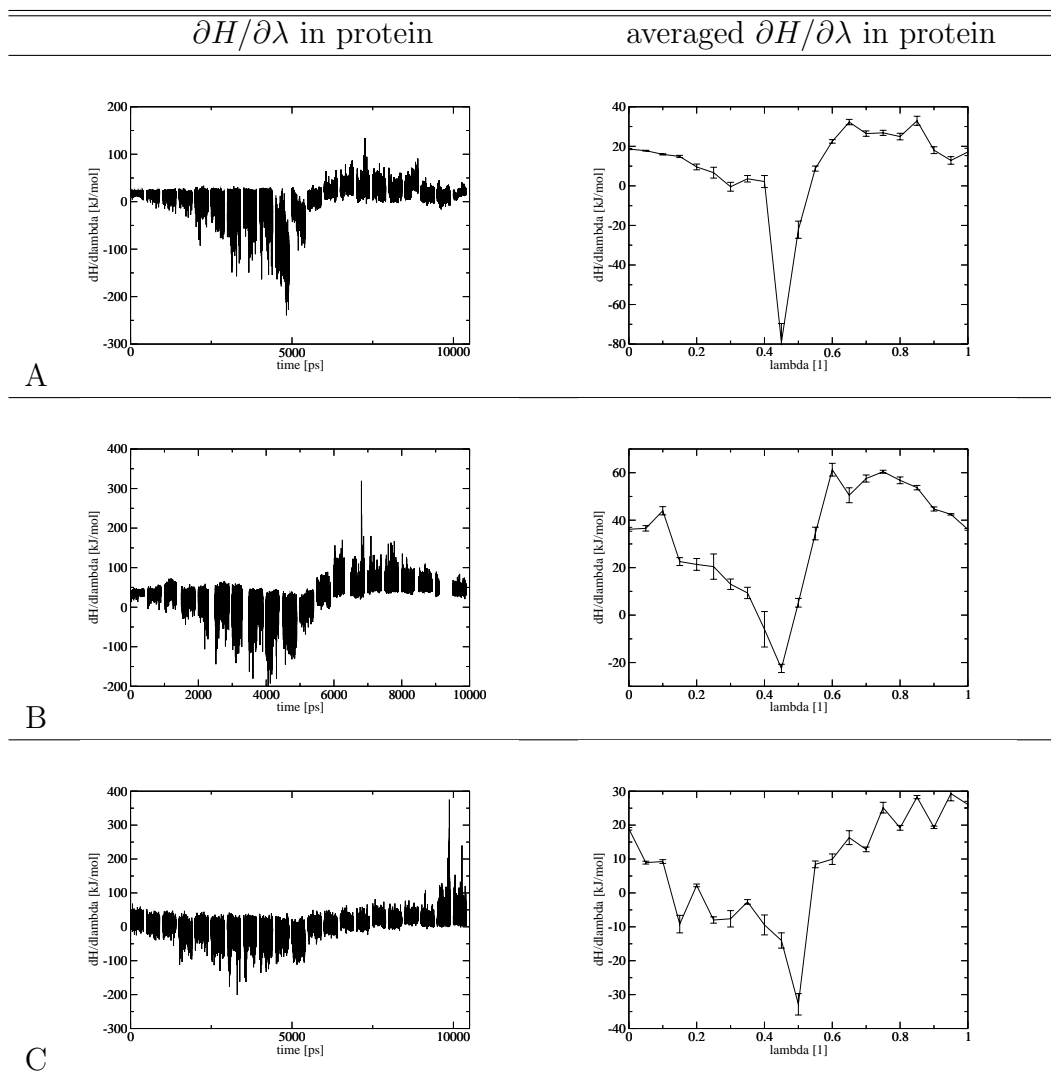 ∂H/∂λ in protein averaged ∂H/∂λ in protein
200
100
0
-100
-200
-300
0 5000 10000
dH/dlambda [kJ/mol]
time [ps]
40
20
0
-20
-40
-60
-80
0 0.2 0.4 0.6 0.8 1
dH/dlambda [kJ/mol]
lambda [1]
A
400
300
200
100
0
-100
-200
0 2000 4000 6000 8000 10000
dH/dlambda [kJ/mol]
time [ps]
60
40
20
0
-20
0 0.2 0.4 0.6 0.8 1
dH/dlambda [kJ/mol]
lambda [1]
B
400
300
200
100
0
-100
-200
-300
0 5000 10000
dH/dlambda [kJ/mol]
time [ps]
30
20
10
0
-10
-20
-30
-40
0 0.2 0.4 0.6 0.8 1
dH/dlambda [kJ/mol]
lambda [1]
C